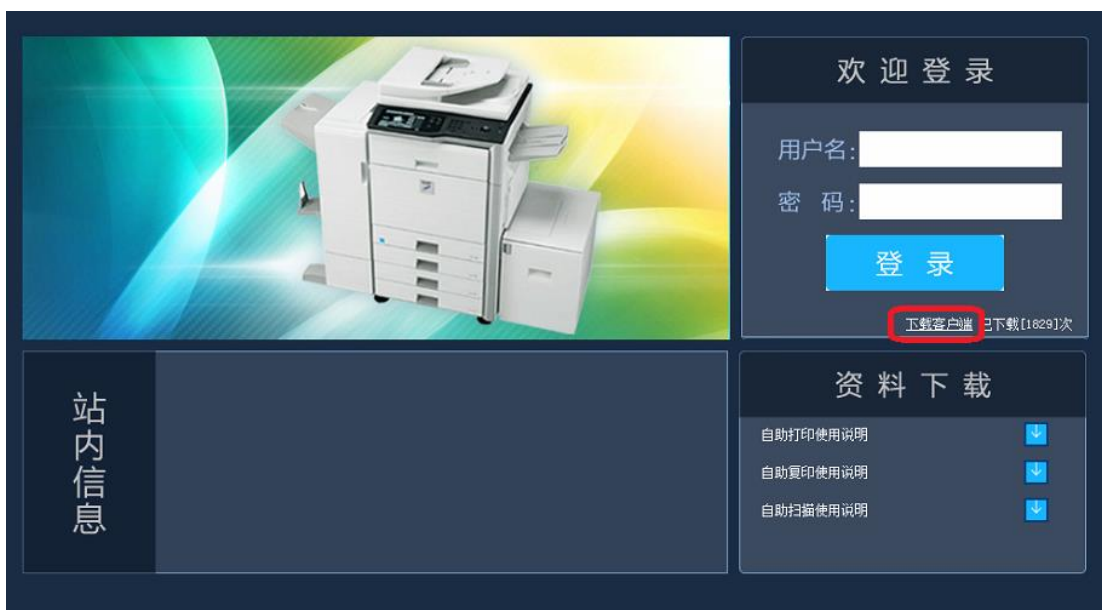 欢迎登录
用户名:
密 码:
登 录
下载客户端 已下载[1829]次
站内信息
资料下载
自助打印使用说明
自助复印使用说明
自助扫描使用说明